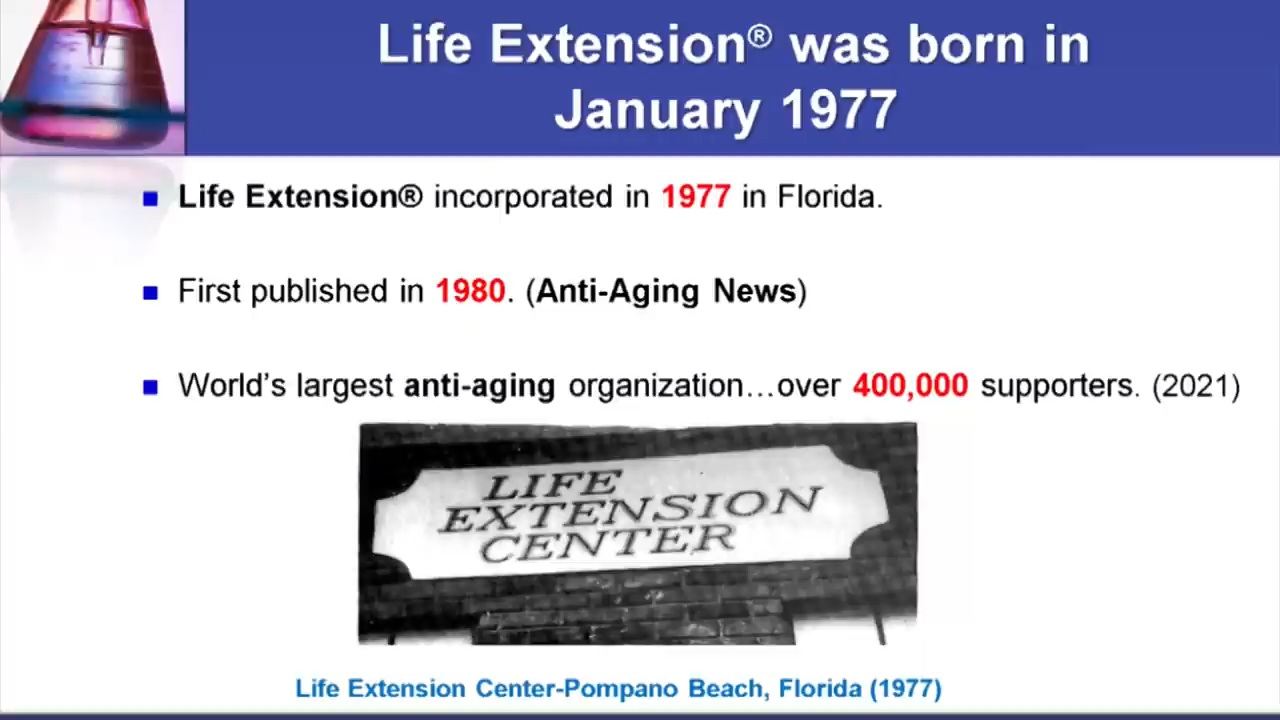 Life Extension® was born in
January 1977
Life Extension® incorporated in 1977 in Florida.
First published in 1980. (Anti-Aging News)
World's largest anti-aging organization…over 400,000 supporters. (2021)
LIFE
EXTENSION
CENTER
Life Extension Center-Pompano Beach, Florida (1977)